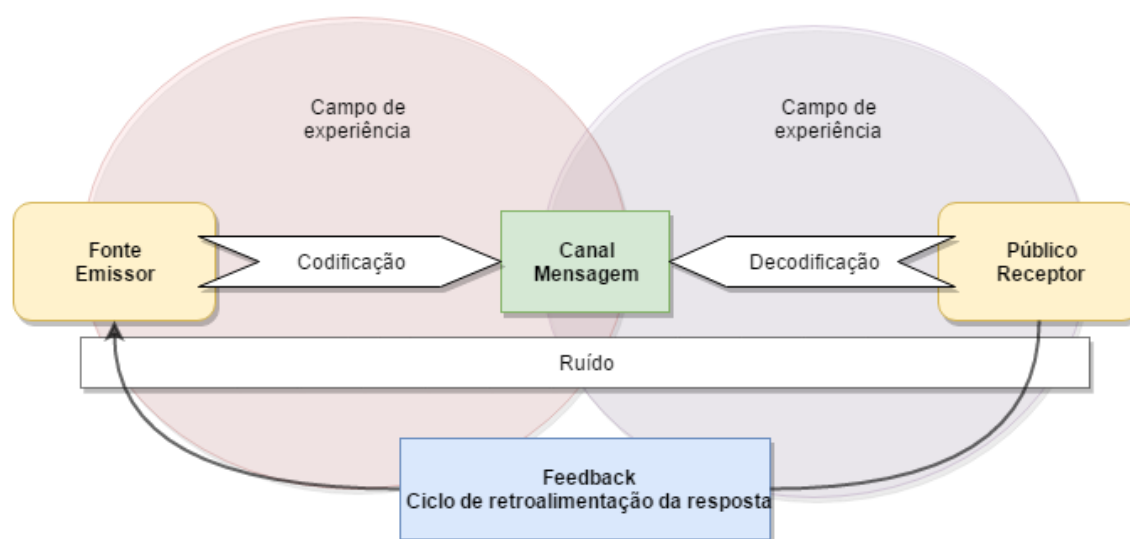 Campo de
experiência
Campo de
experiência
Fonte
Emissor
Codificação
Canal
Mensagem
Decodificação
Público
Receptor
Ruído
Feedback
Ciclo de retroalimentação da resposta